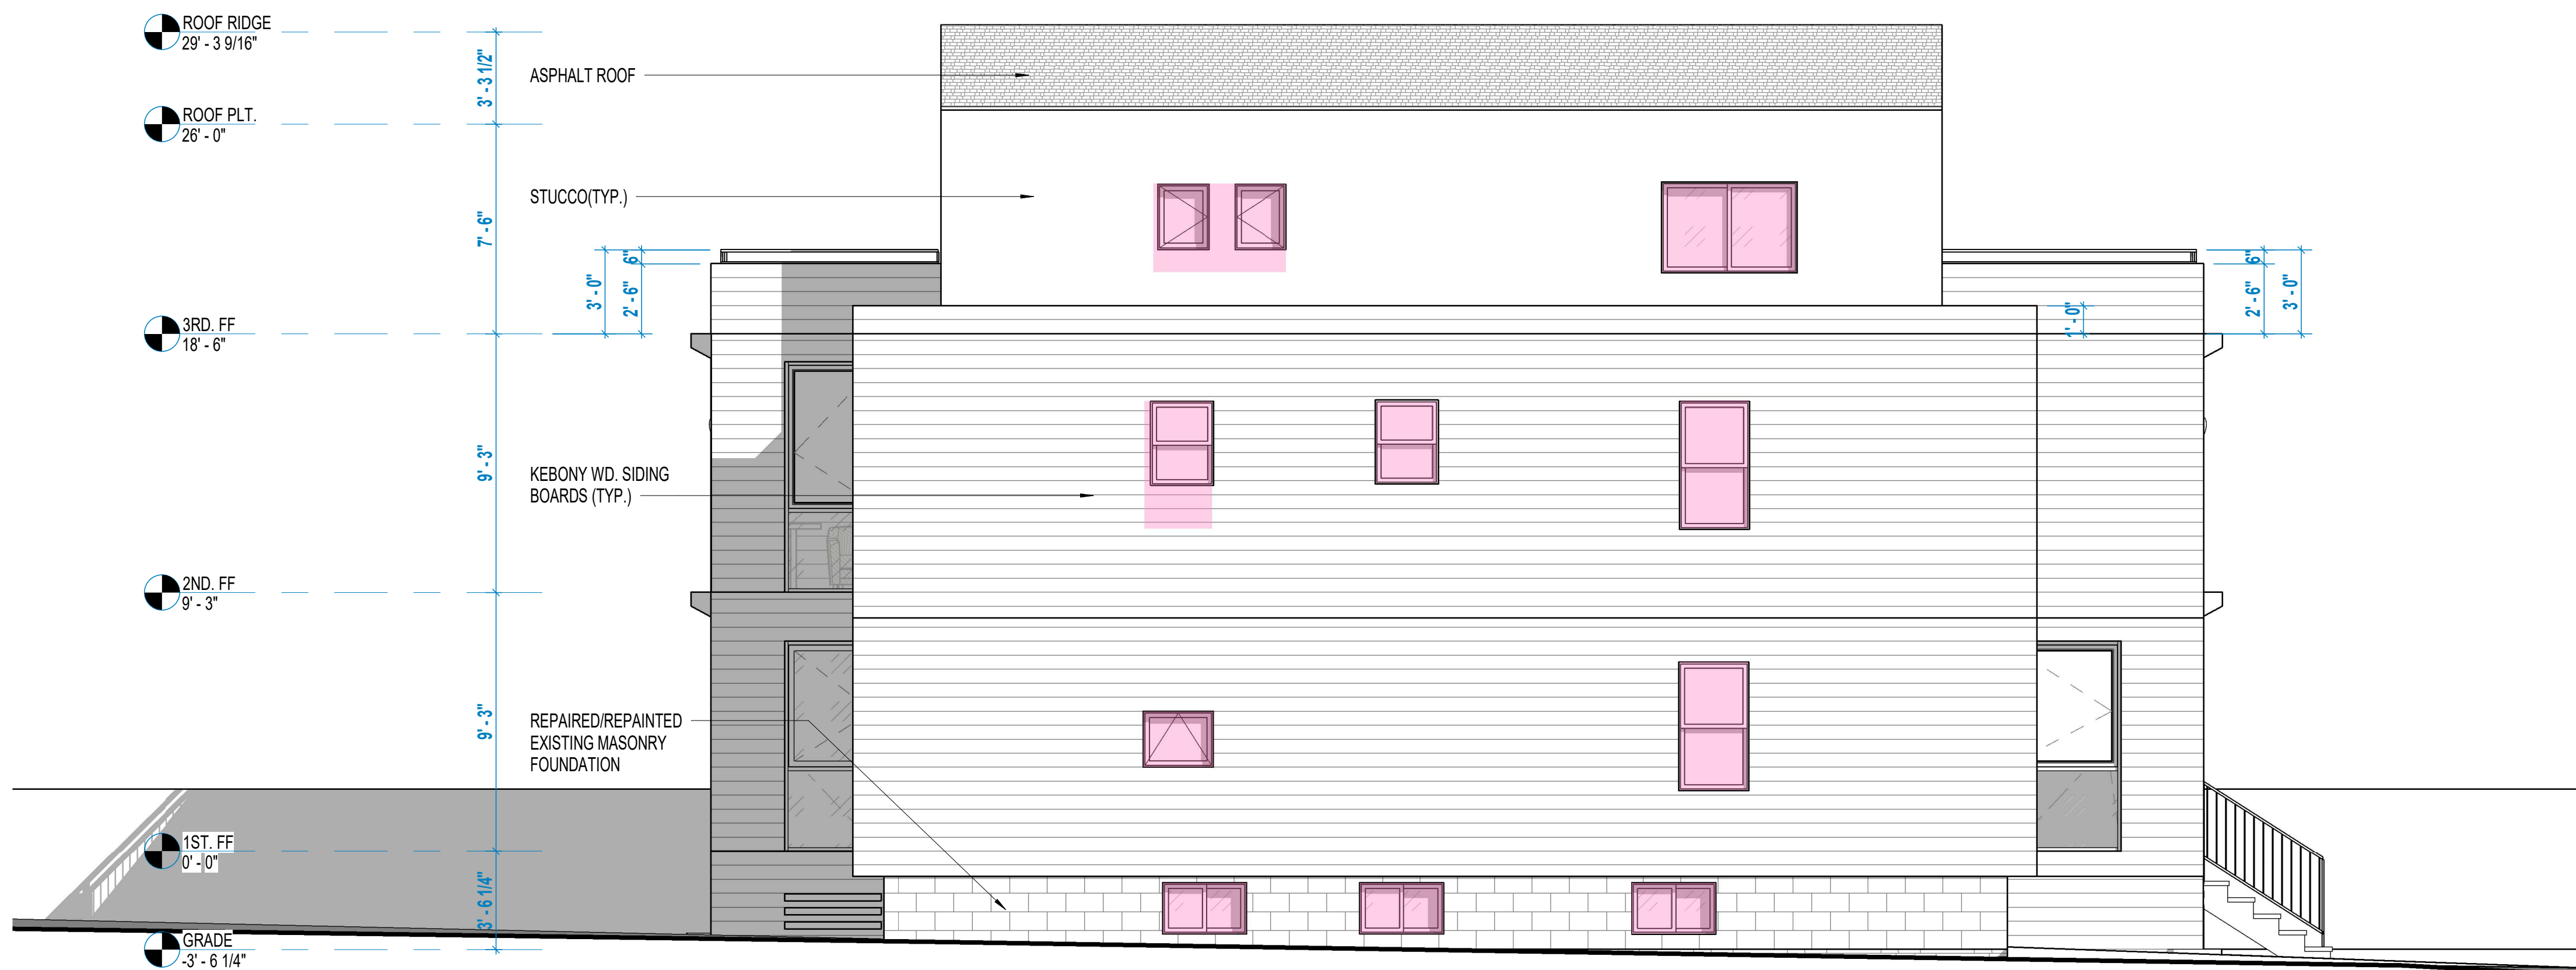 ROOF RIDGE
29' - 3 9/16"
ROOF PLT.
26' - 0"
3RD. FF
18' - 6"
2ND. FF
9' - 3"
1ST. FF
0' - 0"
GRADE
-3' - 6 1/4"
3' - 3 1/2"
7' - 6"
9' - 3"
9' - 3"
3' - 6 1/4"
ASPHALT ROOF
STUCCO(TYP.)
3' - 0"
2' - 6"
6"
KEBONY WD. SIDING
BOARDS (TYP.)
REPAIRED/REPAINTED
EXISTING MASONRY
FOUNDATION
1' - 0"
6"
2' - 6"
3' - 0"